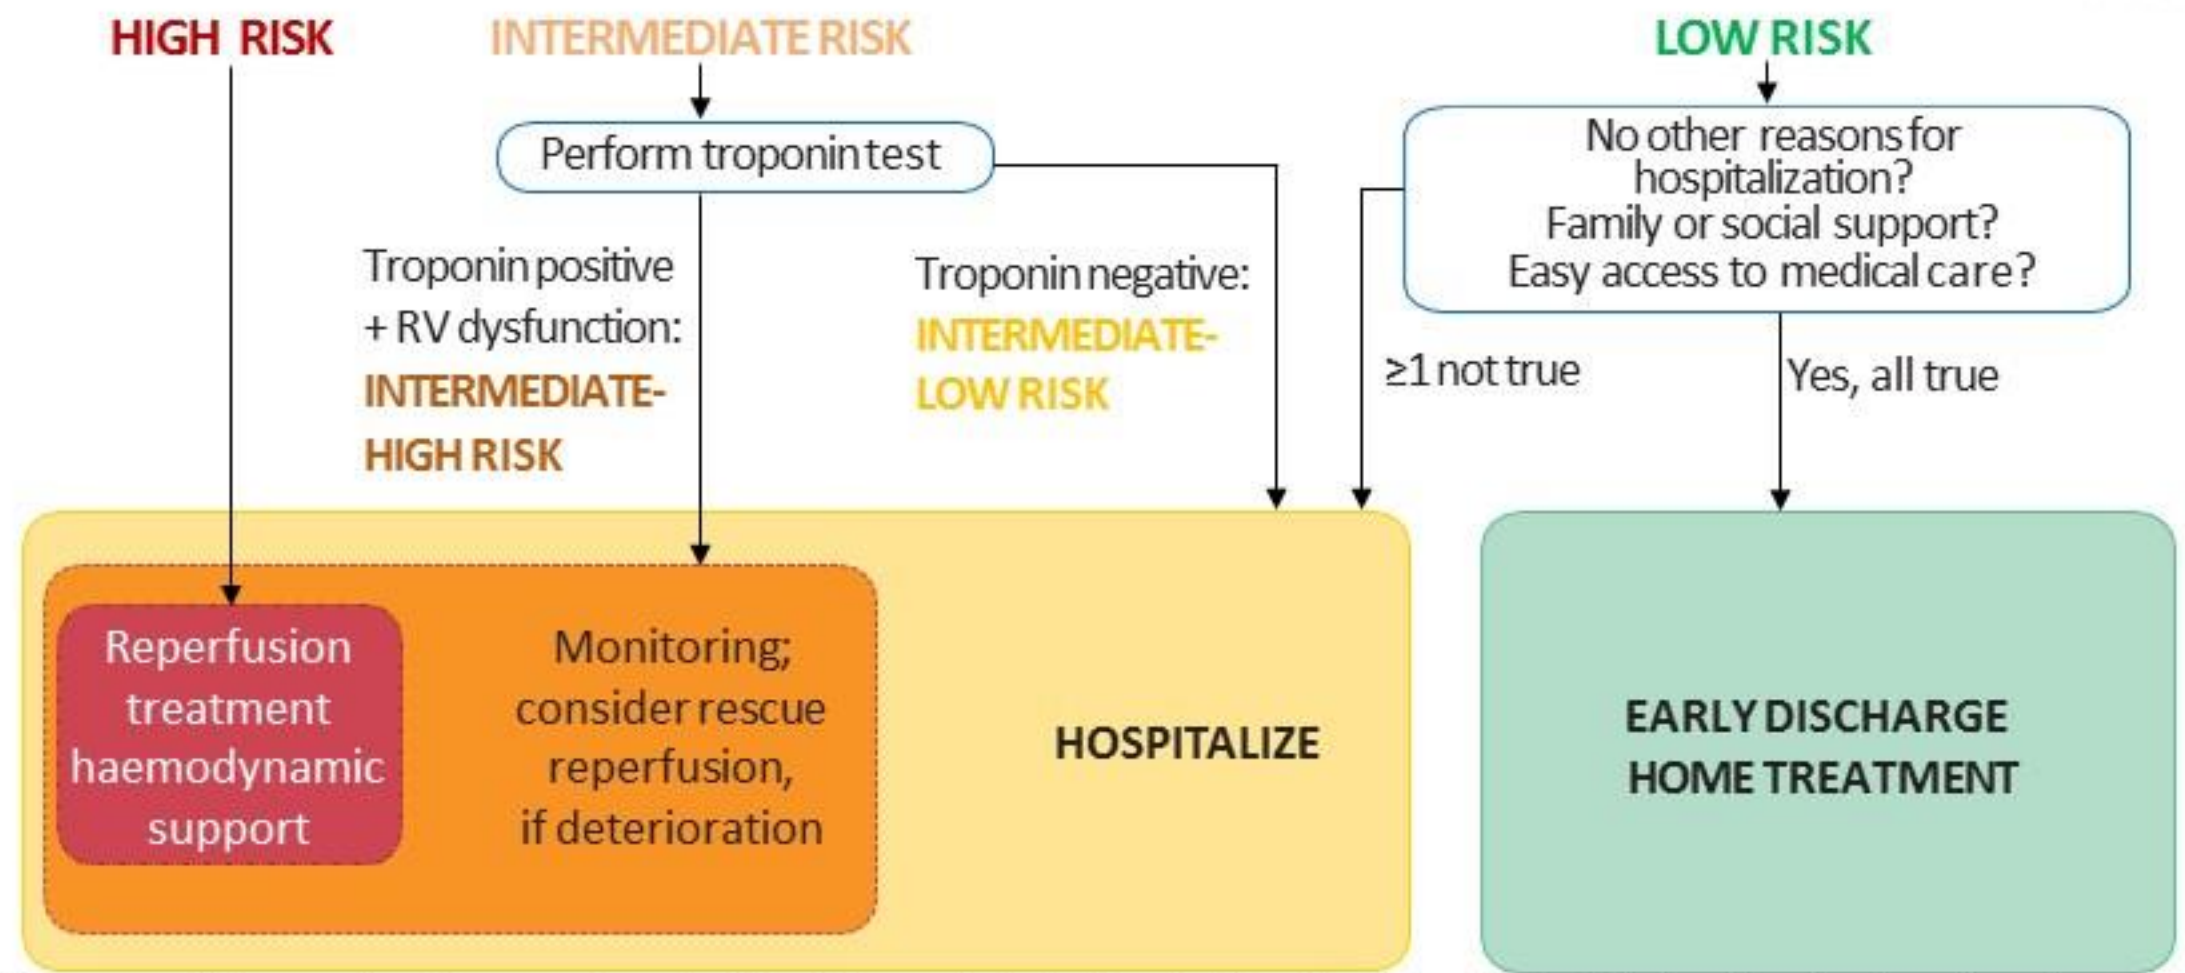 HIGH RISK
INTERMEDIATE RISK
LOW RISK
Perform troponin test
No other reasons for
hospitalization?
Family or social support?
Easy access to medical care?
Troponin positive
+ RV dysfunction:
INTERMEDIATE-
HIGH RISK
Troponin negative:
INTERMEDIATE-
LOW RISK
≥1 not true
Yes, all true
Reperfusion
treatment
haemodynamic
support
Monitoring;
consider rescue
reperfusion,
if deterioration
HOSPITALIZE
EARLY DISCHARGE
HOME TREATMENT